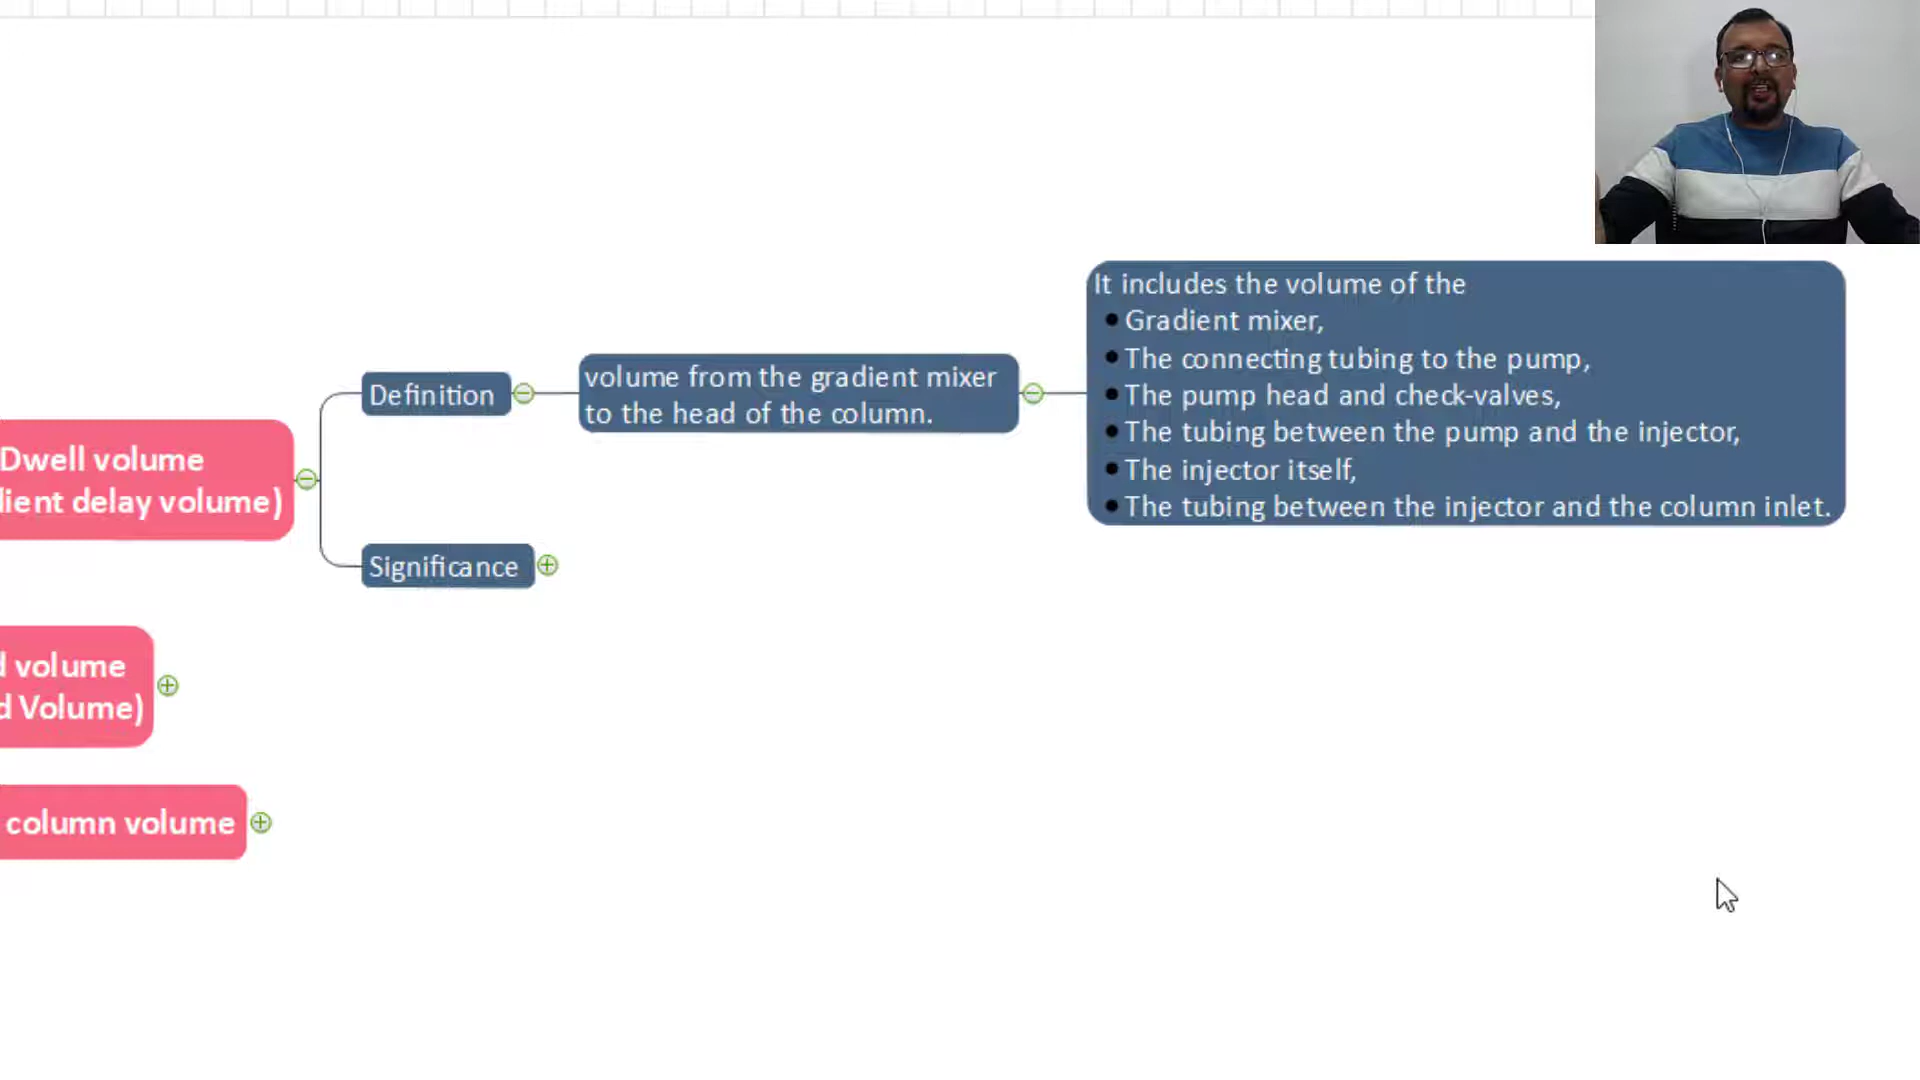 Dwell volume
delay volume)
Definition
volume from the gradient mixer
to the head of the column.
It includes the volume of the
• Gradient mixer,
• The connecting tubing to the pump,
• The pump head and check-valves,
• The tubing between the pump and the injector,
• The injector itself,
• The tubing between the injector and the column inlet.
Significance
volume
Volume)
column volume